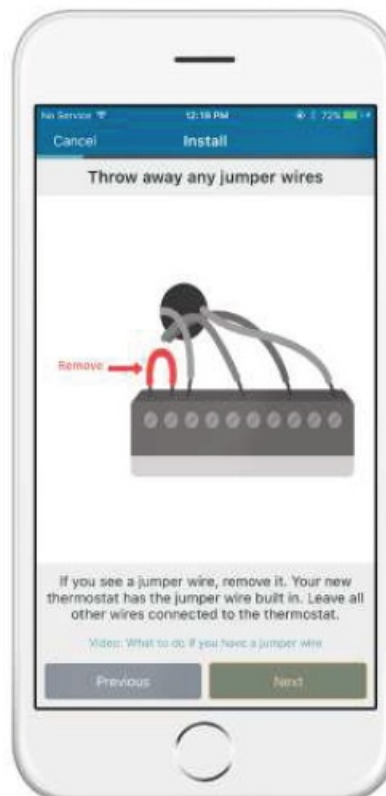 No Service 12:18 PM 72%
Cancel Install
Throw away any jumper wires
Remove
If you see a jumper wire, remove it. Your new
thermostat has the jumper wire built in. Leave all
other wires connected to the thermostat.
Video: What to do if you have a jumper wire
Previous Next